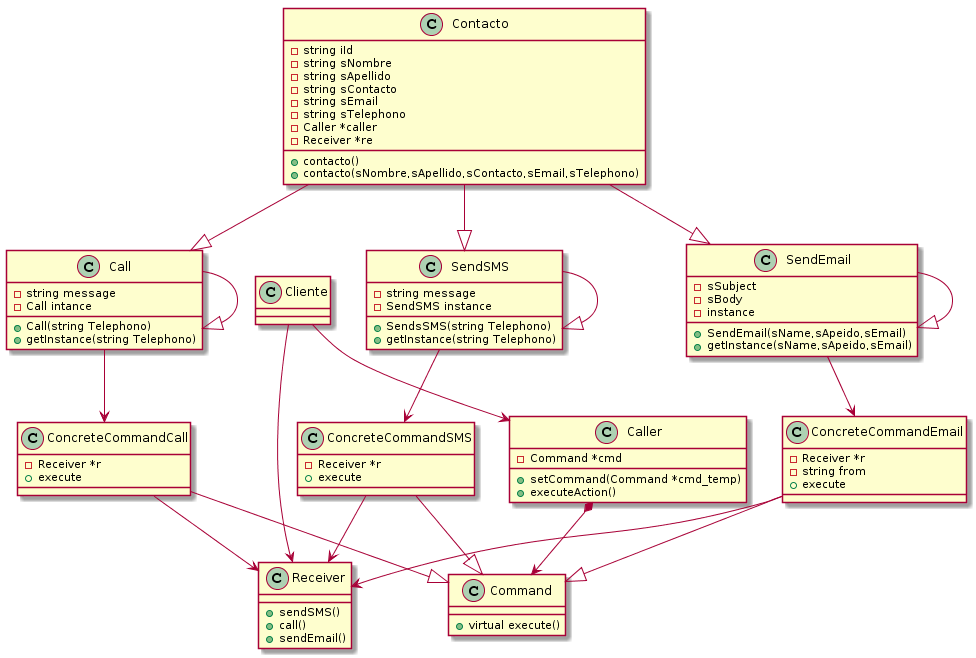 C Contacto
string iId
string sNombre
string sApellido
string sContacto
string sEmail
string sTelephono
Caller *caller
Receiver *re
contacto()
contacto(sNombre,sApellido,sContacto,sEmail,sTelephono)
C Call
string message
Call intance
Call(string Telephono)
getInstance(string Telephono)
C Cliente
C SendSMS
string message
SendSMS instance
SendsSMS(string Telephono)
getInstance(string Telephono)
C SendEmail
sSubject
sBody
instance
SendEmail(sName,sApeido,sEmail)
getInstance(sName,sApeido,sEmail)
C ConcreteCommandCall
Receiver *r
execute
C ConcreteCommandSMS
Receiver *r
execute
C Caller
Command *cmd
setCommand(Command *cmd_temp)
executeAction()
C ConcreteCommandEmail
Receiver *r
string from
execute
C Receiver
sendSMS()
call()
sendEmail()
C Command
virtual execute()